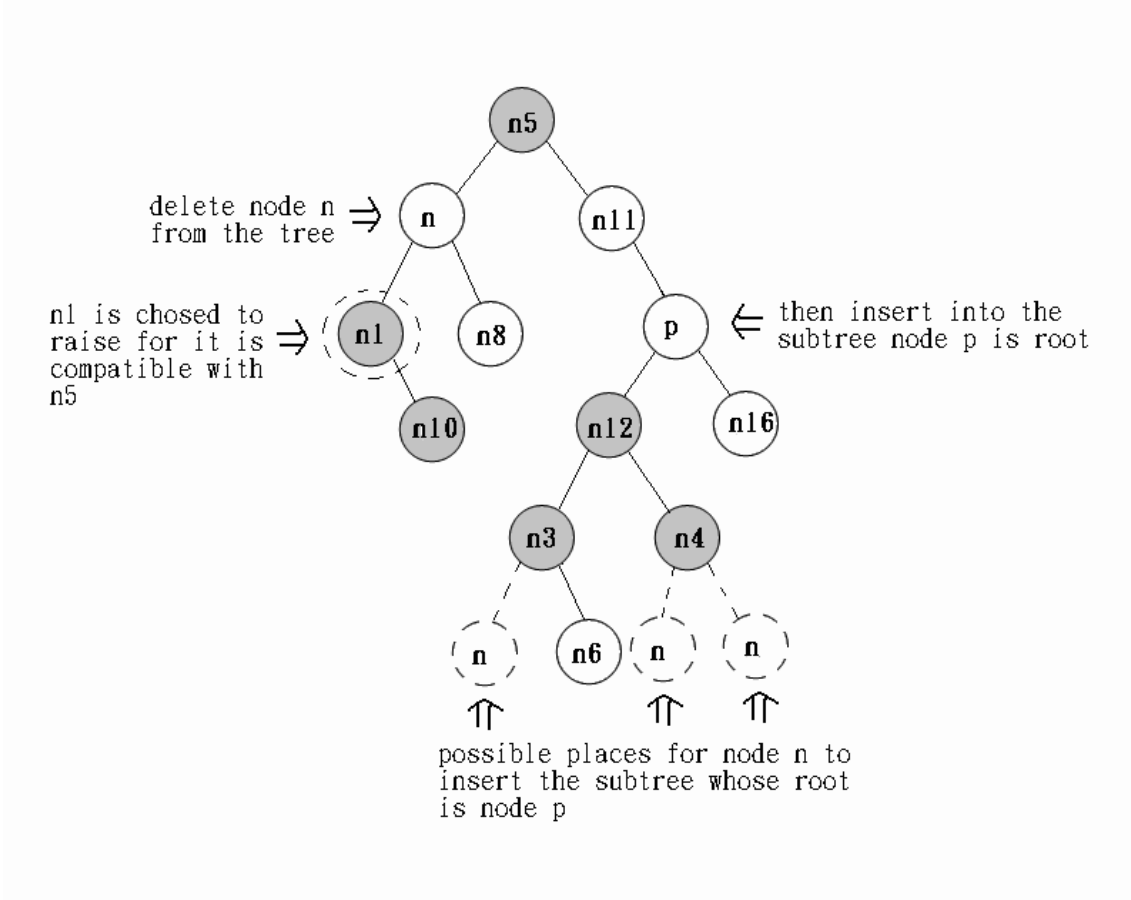 n5
delete node n
from the tree
n
n11
n1 is chosed to
raise for it is
compatible with
n5
n1
n8
p
then insert into the
subtree node p is root
n10
n12
n16
n3
n4
n
n6
n
n
possible places for node n to
insert the subtree whose root
is node p